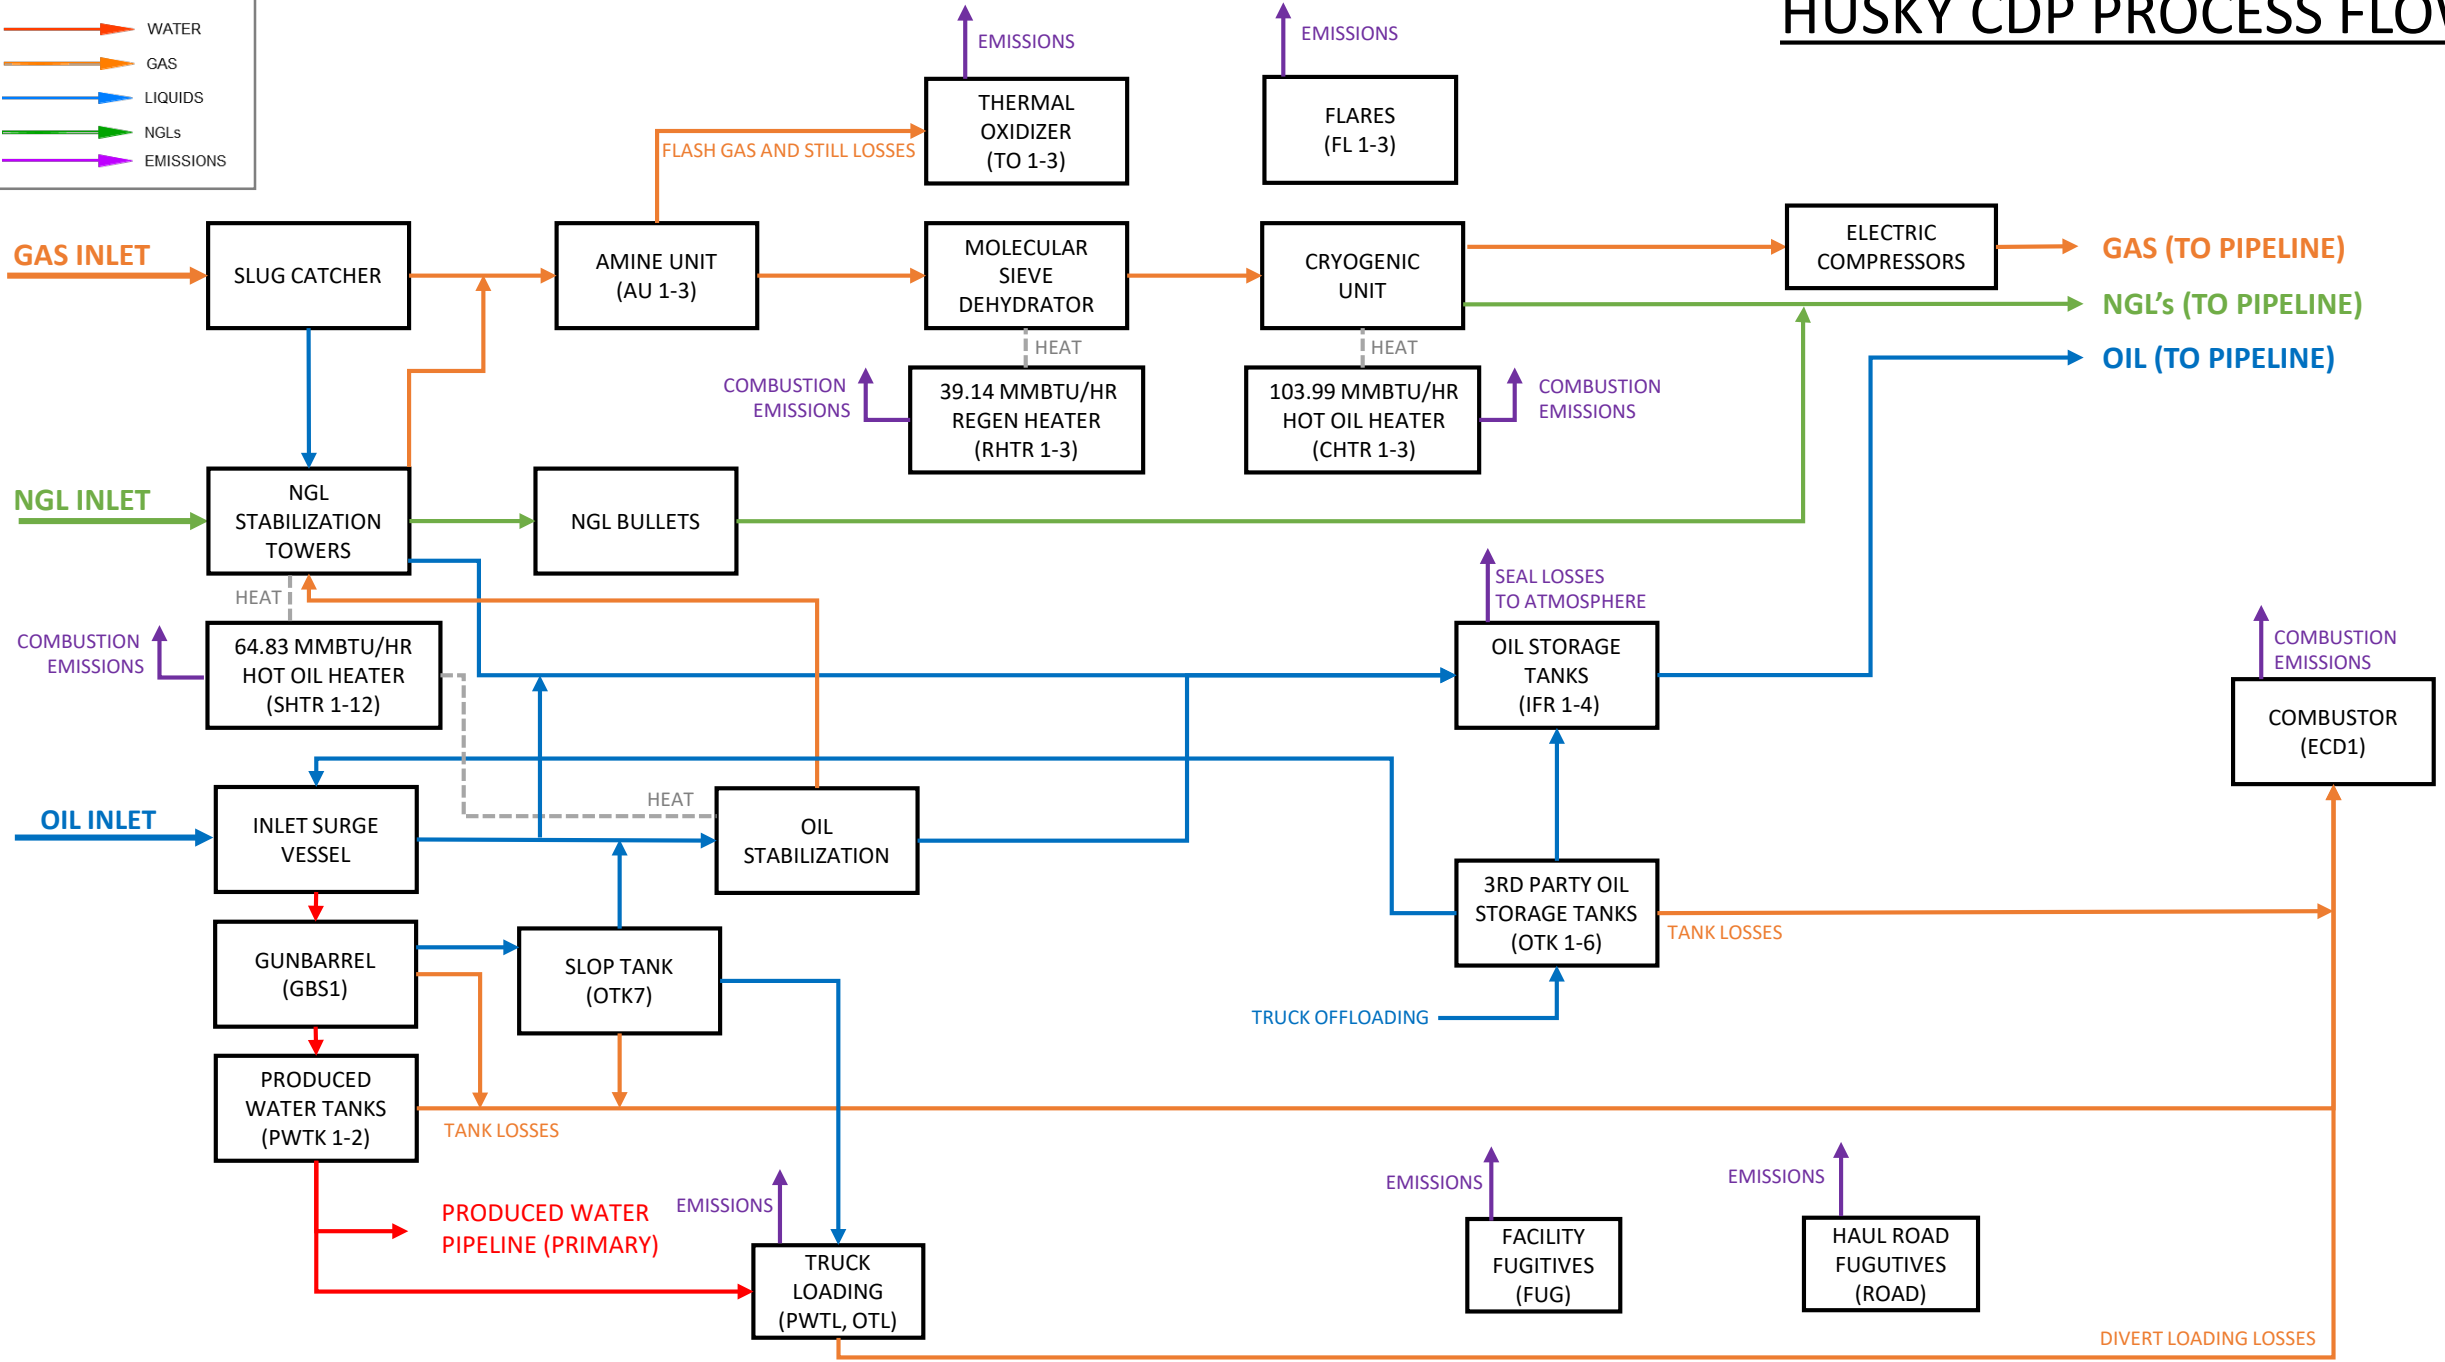 HUSKY CDP PROCESS FLOW
WATER
GAS
LIQUIDS
NGLs
EMISSIONS
EMISSIONS
EMISSIONS
THERMAL
OXIDIZER
(TO 1-3)
FLARES
(FL 1-3)
FLASH GAS AND STILL LOSSES
GAS INLET
SLUG CATCHER
AMINE UNIT
(AU 1-3)
MOLECULAR
SIEVE
DEHYDRATOR
CRYOGENIC
UNIT
ELECTRIC
COMPRESSORS
GAS (TO PIPELINE)
NGL's (TO PIPELINE)
OIL (TO PIPELINE)
HEAT
HEAT
COMBUSTION
EMISSIONS
39.14 MMBTU/HR
REGEN HEATER
(RHTR 1-3)
103.99 MMBTU/HR
HOT OIL HEATER
(CHTR 1-3)
COMBUSTION
EMISSIONS
NGL INLET
NGL
STABILIZATION
TOWERS
NGL BULLETS
HEAT
SEAL LOSSES
TO ATMOSPHERE
COMBUSTION
EMISSIONS
64.83 MMBTU/HR
HOT OIL HEATER
(SHTR 1-12)
OIL STORAGE
TANKS
(IFR 1-4)
COMBUSTION
EMISSIONS
COMBUSTOR
(ECD1)
OIL INLET
INLET SURGE
VESSEL
HEAT
OIL
STABILIZATION
3RD PARTY OIL
STORAGE TANKS
(OTK 1-6)
TANK LOSSES
GUNBARREL
(GBS1)
SLOP TANK
(OTK7)
TRUCK OFFLOADING
PRODUCED
WATER TANKS
(PWTK 1-2)
TANK LOSSES
PRODUCED WATER
PIPELINE (PRIMARY)
EMISSIONS
TRUCK
LOADING
(PWTL, OTL)
EMISSIONS
FACILITY
FUGITIVES
(FUG)
EMISSIONS
HAUL ROAD
FUGUTIVES
(ROAD)
DIVERT LOADING LOSSES